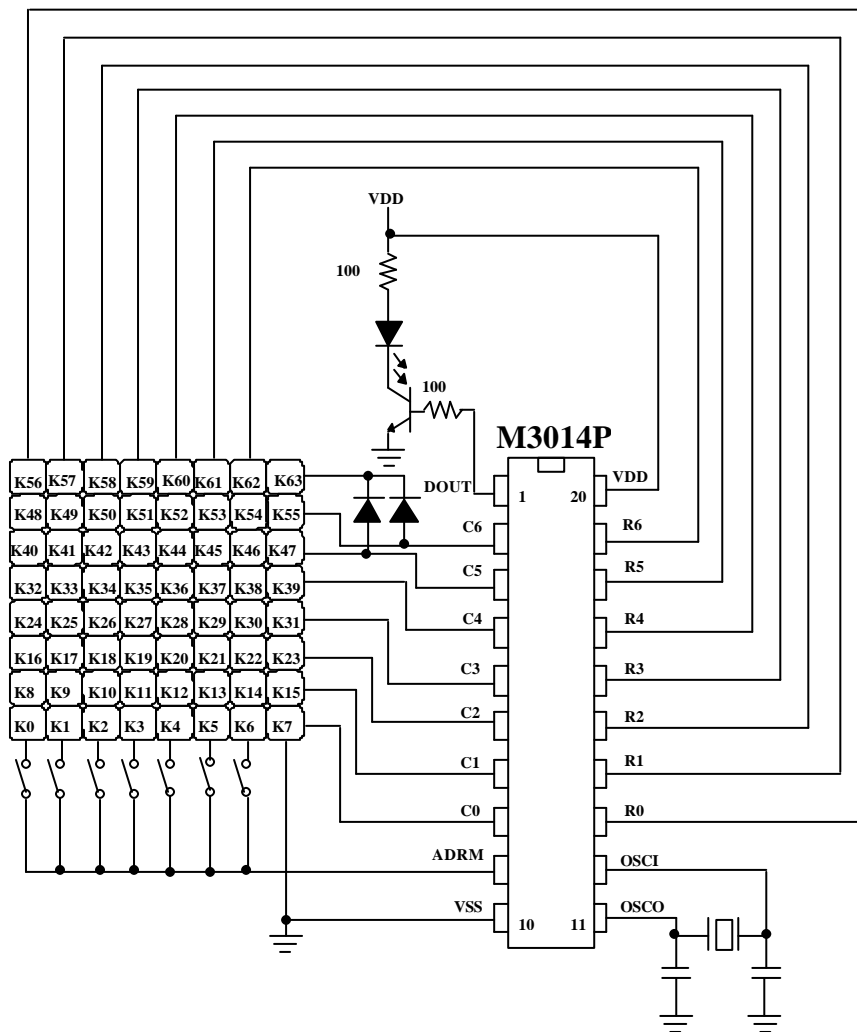 VDD
100
100
M3014P
DOUT
1
20
VDD
C6
R6
C5
R5
C4
R4
C3
R3
C2
R2
C1
R1
C0
R0
ADRM
OSCI
VSS
10
11
OSCO
K56 K57 K58 K59 K60 K61 K62 K63
K48 K49 K50 K51 K52 K53 K54 K55
K40 K41 K42 K43 K44 K45 K46 K47
K32 K33 K34 K35 K36 K37 K38 K39
K24 K25 K26 K27 K28 K29 K30 K31
K16 K17 K18 K19 K20 K21 K22 K23
K8 K9 K10 K11 K12 K13 K14 K15
K0 K1 K2 K3 K4 K5 K6 K7